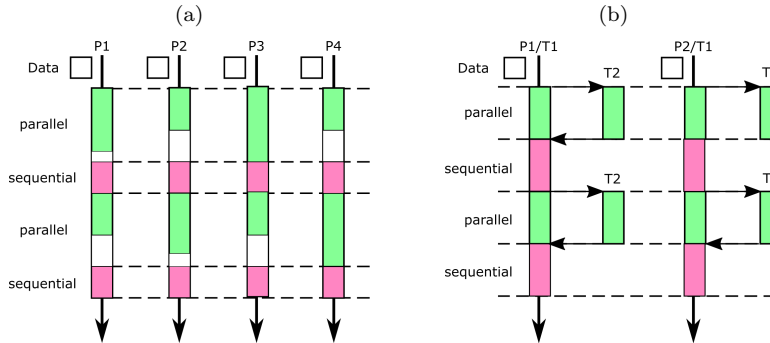 (a)
P1 P2 P3 P4
Data
parallel
sequential
parallel
sequential
(b)
P1/T1 P2/T1
Data
T2 T
parallel
sequential
T2 T
parallel
sequential